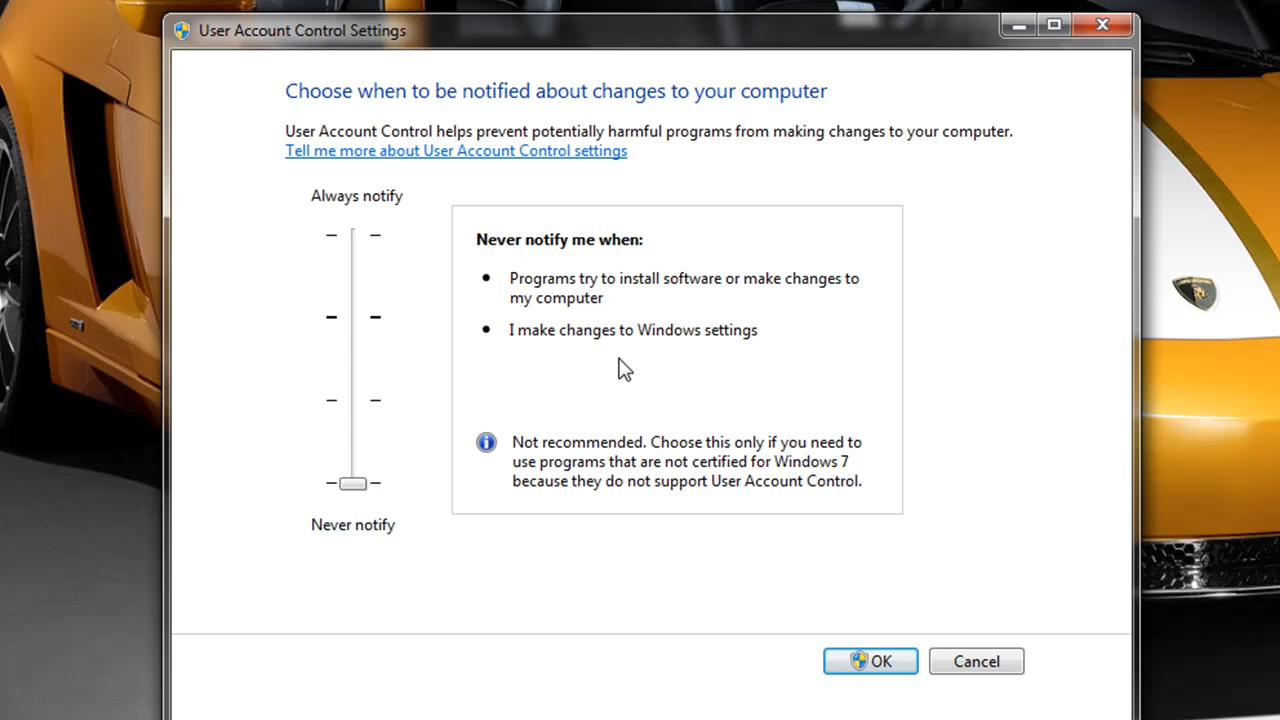 User Account Control Settings
Choose when to be notified about changes to your computer
User Account Control helps prevent potentially harmful programs from making changes to your computer.
Tell me more about User Account Control settings
Always notify
Never notify me when:
Programs try to install software or make changes to
my computer
I make changes to Windows settings
Not recommended. Choose this only if you need to
use programs that are not certified for Windows 7
because they do not support User Account Control.
Never notify
OK
Cancel